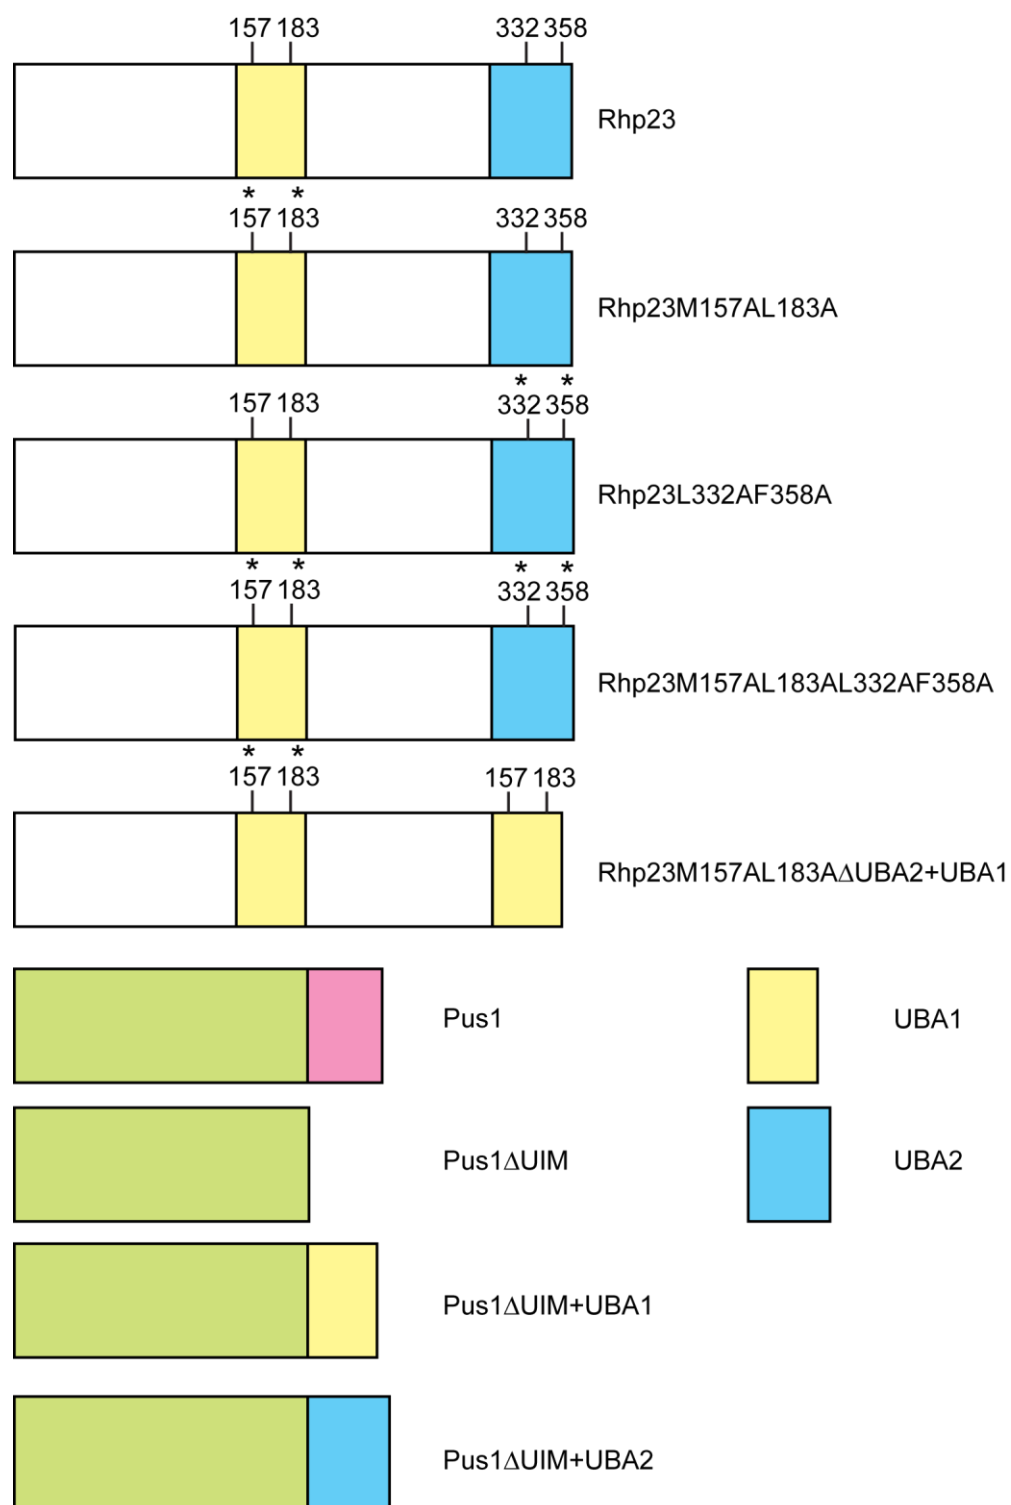 157 183 332 358
Rhp23
* *
157 183 332 358
Rhp23M157AL183A
* *
157 183 332 358
Rhp23L332AF358A
* * * *
157 183 332 358
Rhp23M157AL183AL332AF358A
* *
157 183 157 183
Rhp23M157AL183AΔUBA2+UBA1
Pus1 UBA1
Pus1ΔUIM UBA2
Pus1ΔUIM+UBA1
Pus1ΔUIM+UBA2